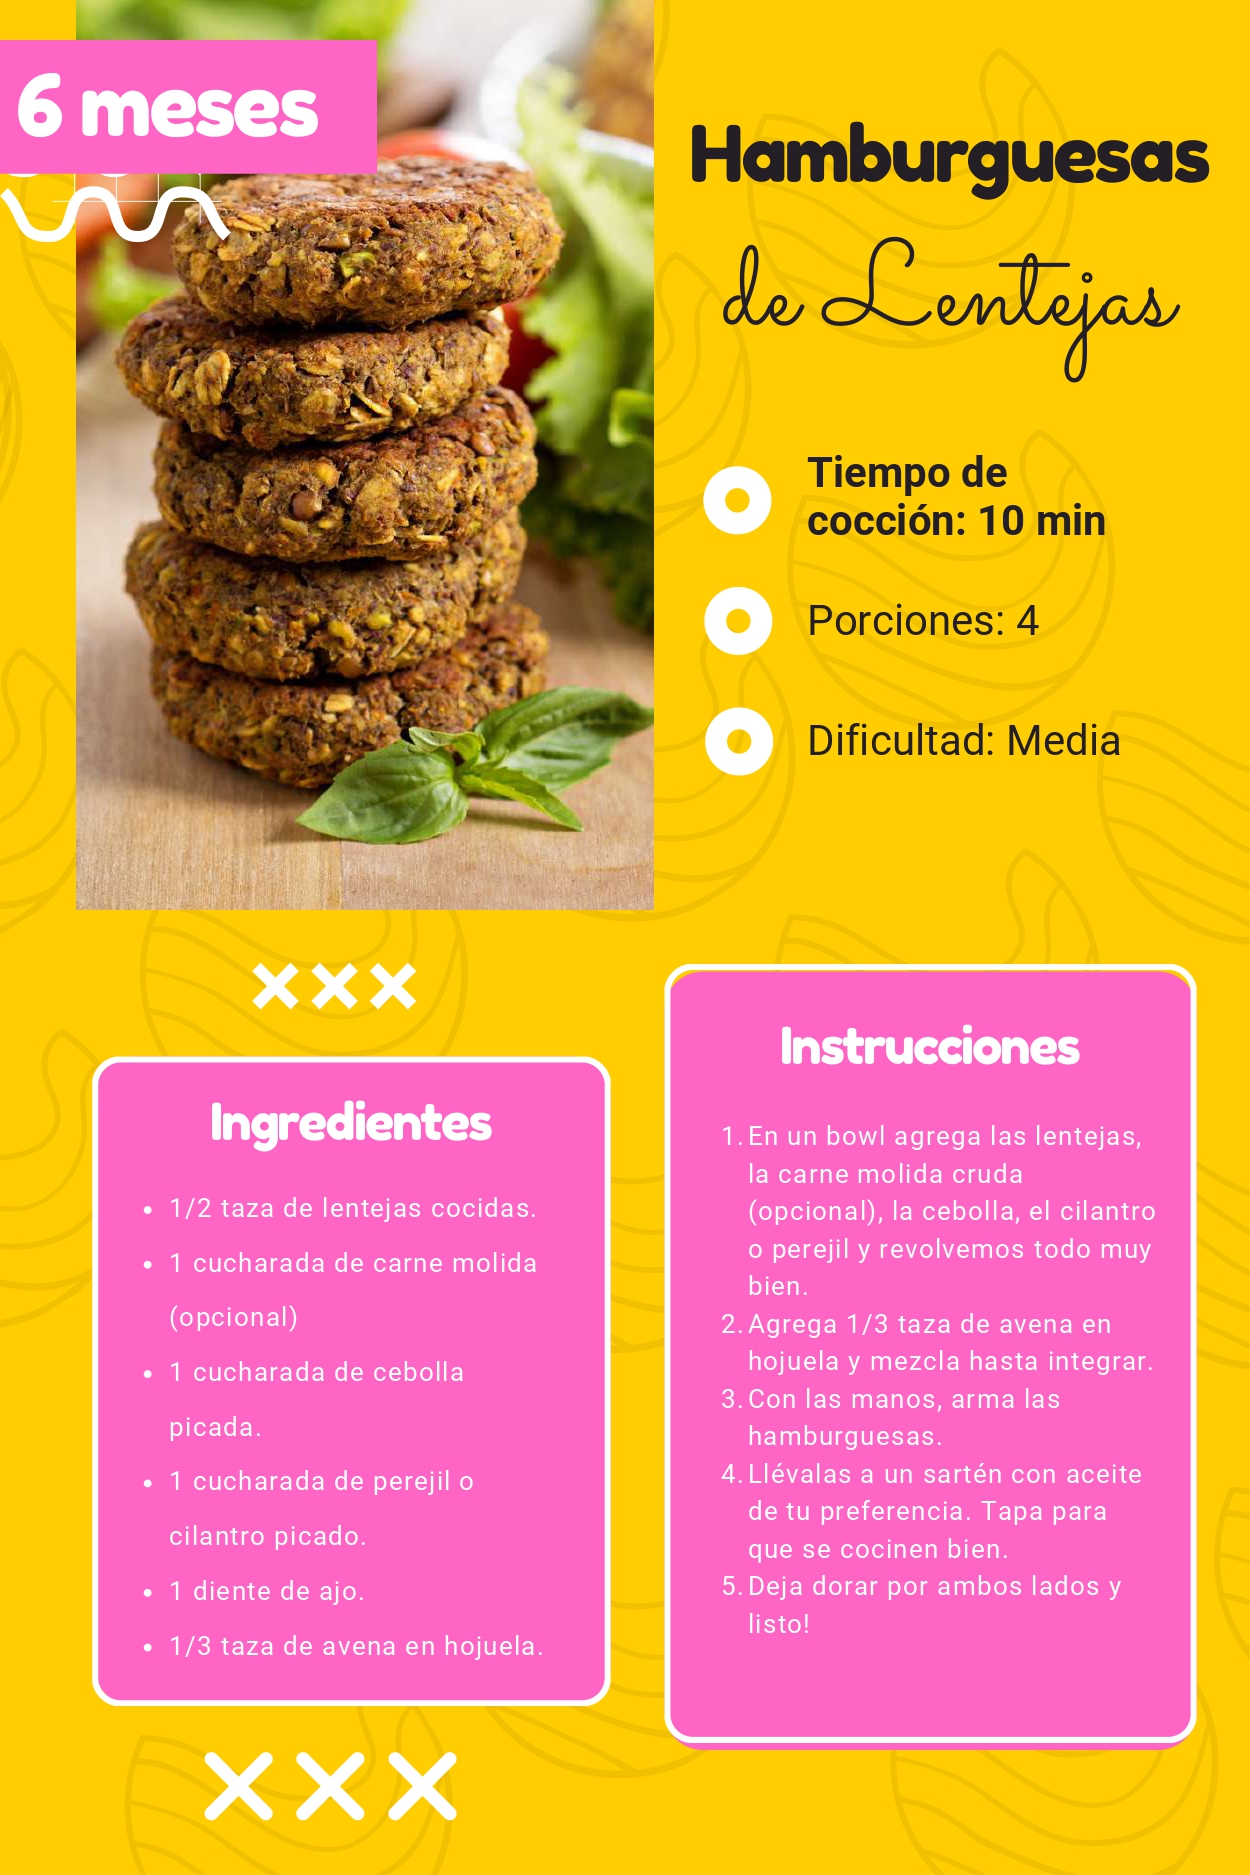 6 meses
Hamburguesas
de Lentejas
Tiempo de
cocción: 10 min
Porciones: 4
Dificultad: Media
Ingredientes
• 1/2 taza de lentejas cocidas.
• 1 cucharada de carne molida
(opcional)
• 1 cucharada de cebolla
picada.
• 1 cucharada de perejil o
cilantro picado.
• 1 diente de ajo.
• 1/3 taza de avena en hojuela.
Instrucciones
1. En un bowl agrega las lentejas,
la carne molida cruda
(opcional), la cebolla, el cilantro
o perejil y revolvemos todo muy
bien.
2. Agrega 1/3 taza de avena en
hojuela y mezcla hasta integrar.
3. Con las manos, arma las
hamburguesas.
4. Llévalas a un sartén con aceite
de tu preferencia. Tapa para
que se cocinen bien.
5. Deja dorar por ambos lados y
listo!